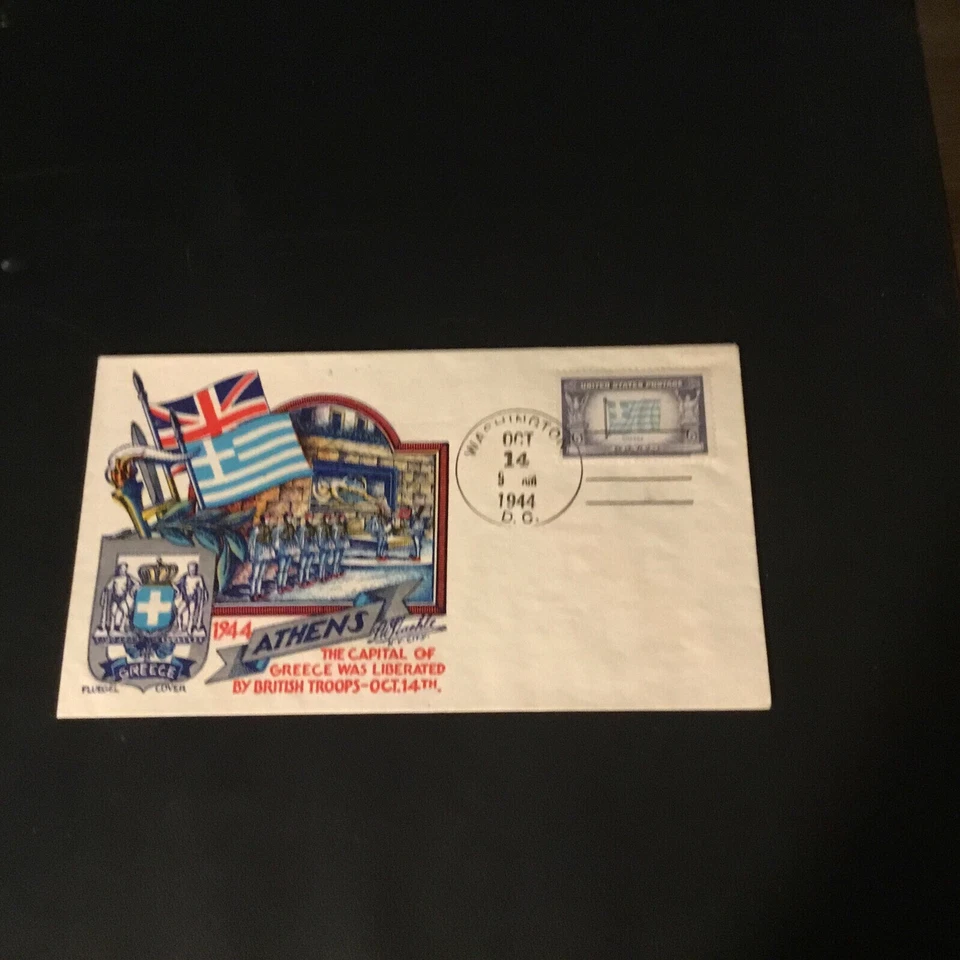 UNITED STATES POSTAGE
WASHINGTON
OCT
14
1944
D. C.
GREECE
FLUEGEL COVER
1944
ATHENS
THE CAPITAL OF
GREECE WAS LIBERATED
BY BRITISH TROOPS-OCT. 14TH.